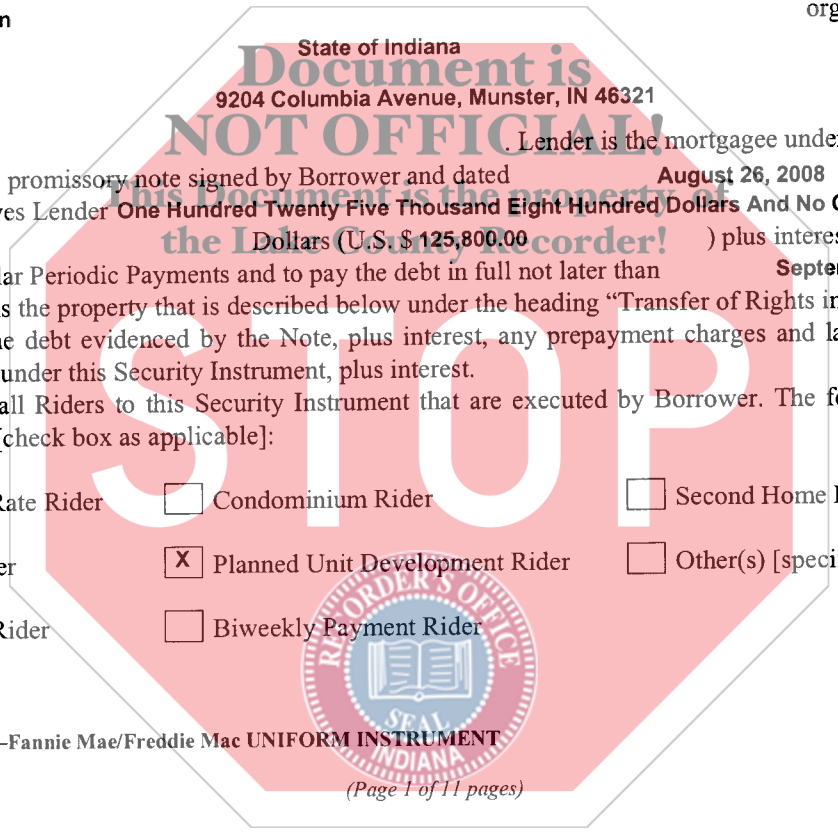 n
org
State of Indiana
Document is
9204 Columbia Avenue, Munster, IN 46321
NOT OFFICIAL!
. Lender is the mortgagee unde
promissory note signed by Borrower and dated August 26, 2008
This Document is the property of
ves Lender One Hundred Twenty Five Thousand Eight Hundred Dollars And No C
the Lake County Recorder!
Dollars (U.S. $ 125,800.00 ) plus interes
lar Periodic Payments and to pay the debt in full not later than Septe
s the property that is described below under the heading “Transfer of Rights in
e debt evidenced by the Note, plus interest, any prepayment charges and la
under this Security Instrument, plus interest.
all Riders to this Security Instrument that are executed by Borrower. The fo
[check box as applicable]:
STOP
Rate Rider Condominium Rider Second Home
er X Planned Unit Development Rider Other(s) [speci
Rider Biweekly Payment Rider
RECORDER'S OFFICE
SEAL
INDIANA
–Fannie Mae/Freddie Mac UNIFORM INSTRUMENT
(Page 1 of 11 pages)